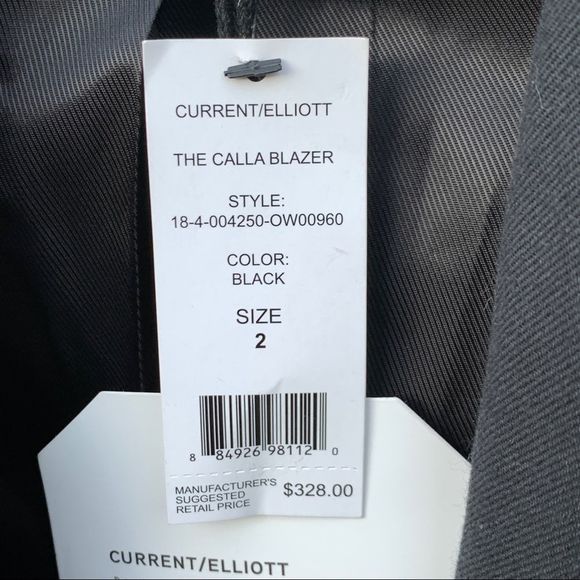 CURRENT/ELLIOTT
THE CALLA BLAZER
STYLE:
18-4-004250-OW00960
COLOR:
BLACK
SIZE
2
8 84926 98112 0
MANUFACTURER'S
SUGGESTED
RETAIL PRICE
$328.00
CURRENT/ELLIOTT